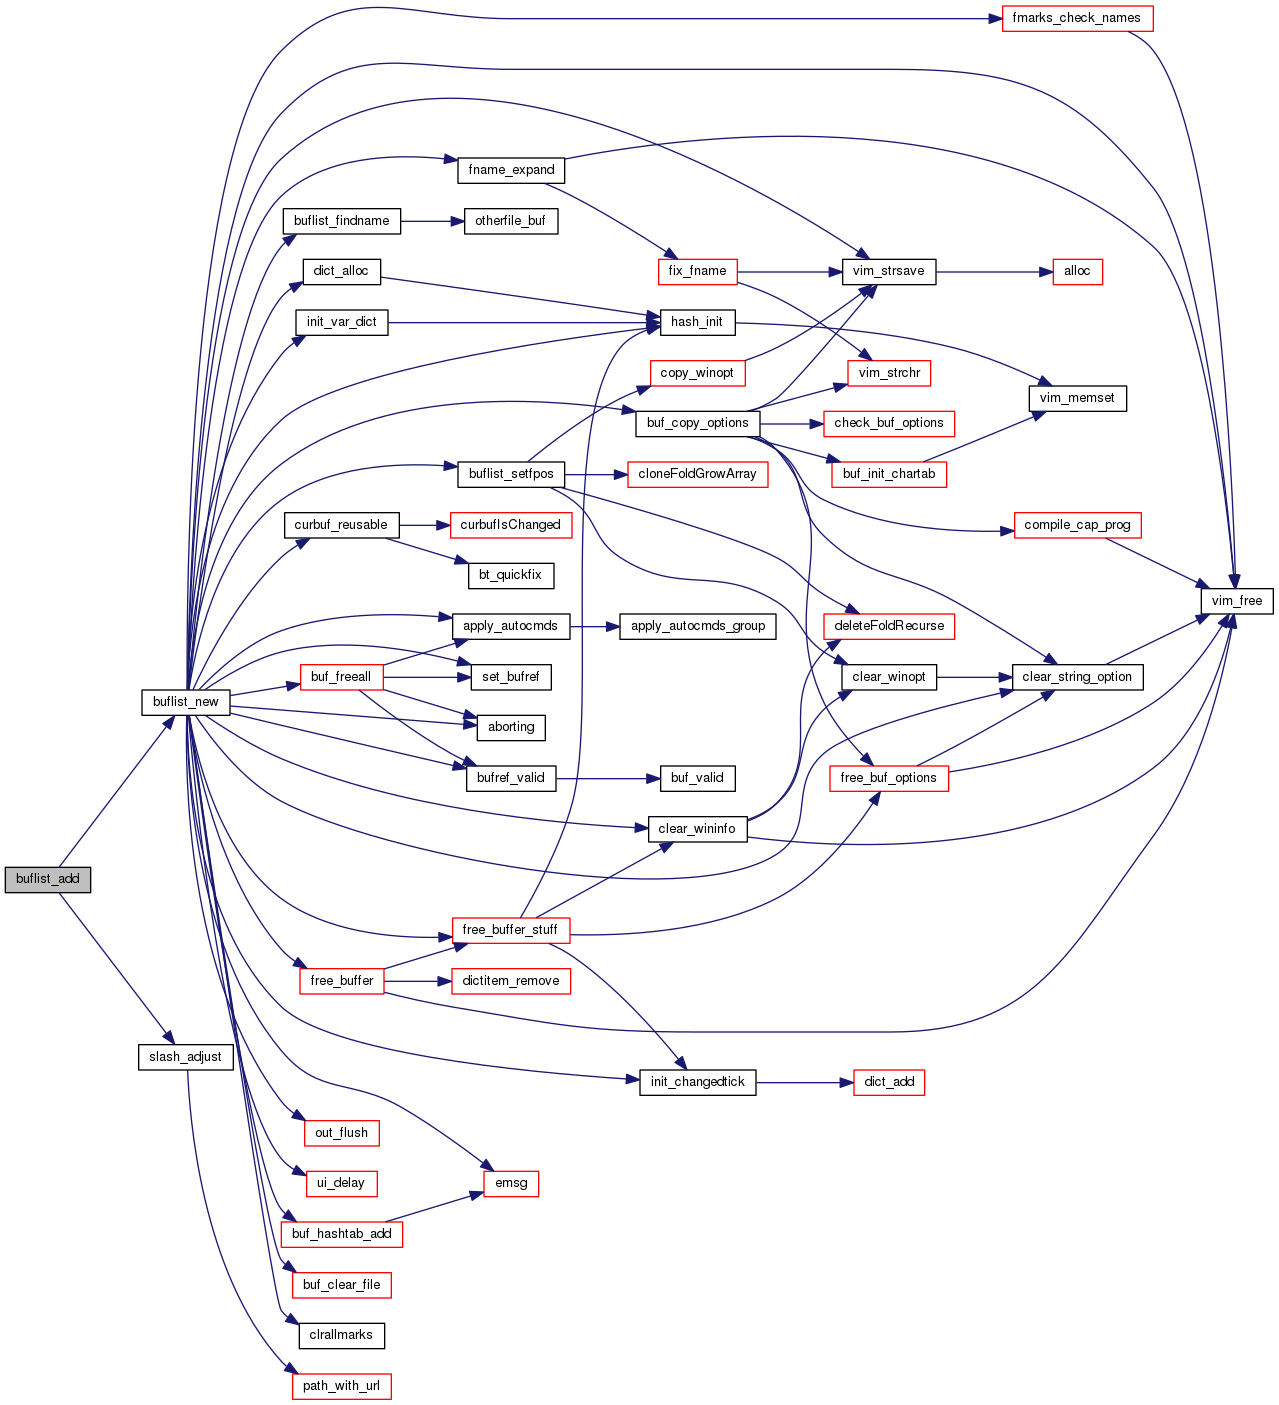 fmarks_check_names
fname_expand
buflist_findname
otherfile_buf
dict_alloc
fix_fname
vim_strsave
alloc
init_var_dict
hash_init
copy_winopt
vim_strchr
vim_memset
buf_copy_options
check_buf_options
buflist_setfpos
cloneFoldGrowArray
buf_init_chartab
curbuf_reusable
curbufIsChanged
compile_cap_prog
bt_quickfix
vim_free
apply_autocmds
apply_autocmds_group
deleteFoldRecurse
buf_freeall
set_bufref
clear_winopt
clear_string_option
buflist_new
aborting
bufref_valid
buf_valid
free_buf_options
clear_wininfo
buflist_add
free_buffer_stuff
free_buffer
dictitem_remove
slash_adjust
init_changedtick
dict_add
out_flush
ui_delay
emsg
buf_hashtab_add
buf_clear_file
clrallmarks
path_with_url